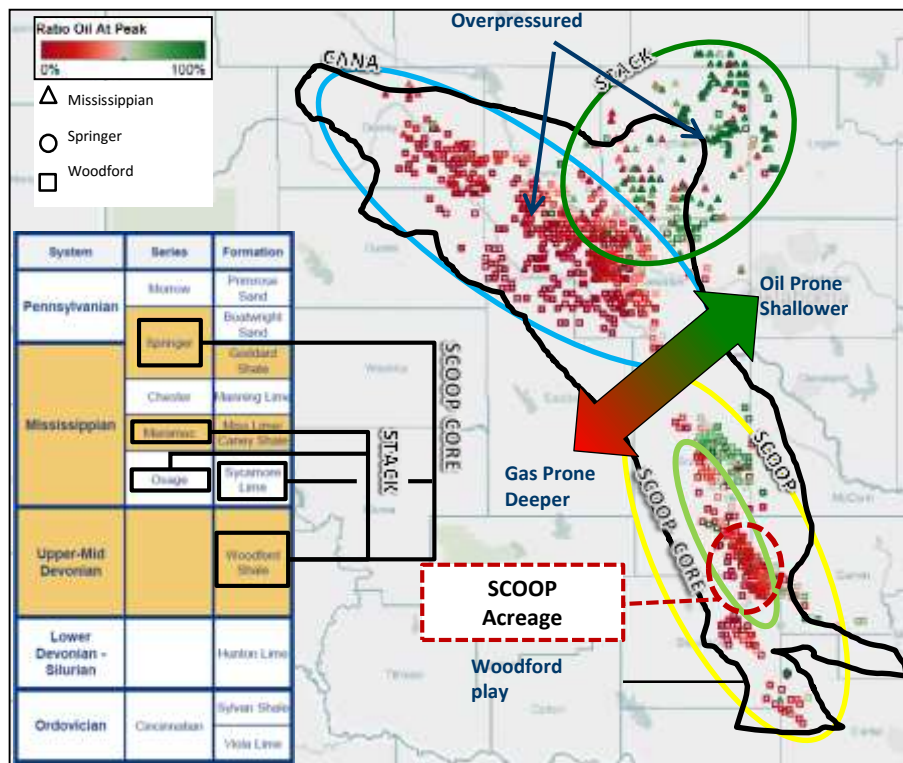 Ratio Oil At Peak
0%
100%
Mississippian
Springer
Woodford
Overpressured
CANA
STACK
Oil Prone
Shallower
Gas Prone
Deeper
SCOOP
SCOOP CORE
SCOOP
Acreage
Woodford
play
System
Series
Formation
Pennsylvanian
Morrow
Primrose
Sand
Boatwright
Sand
Springer
Goddard
Shale
Mississippian
Chester
Manning Lime
Meramec
Miss Lime/
Caney Shale
Osage
Sycamore
Lime
Upper-Mid
Devonian
Woodford
Shale
Lower
Devonian -
Silurian
Hunton Lime
Ordovician
Cincinnatian
Sylvan Shale
Viola Lime
STACK
SCOOP CORE
Garvin
Carter